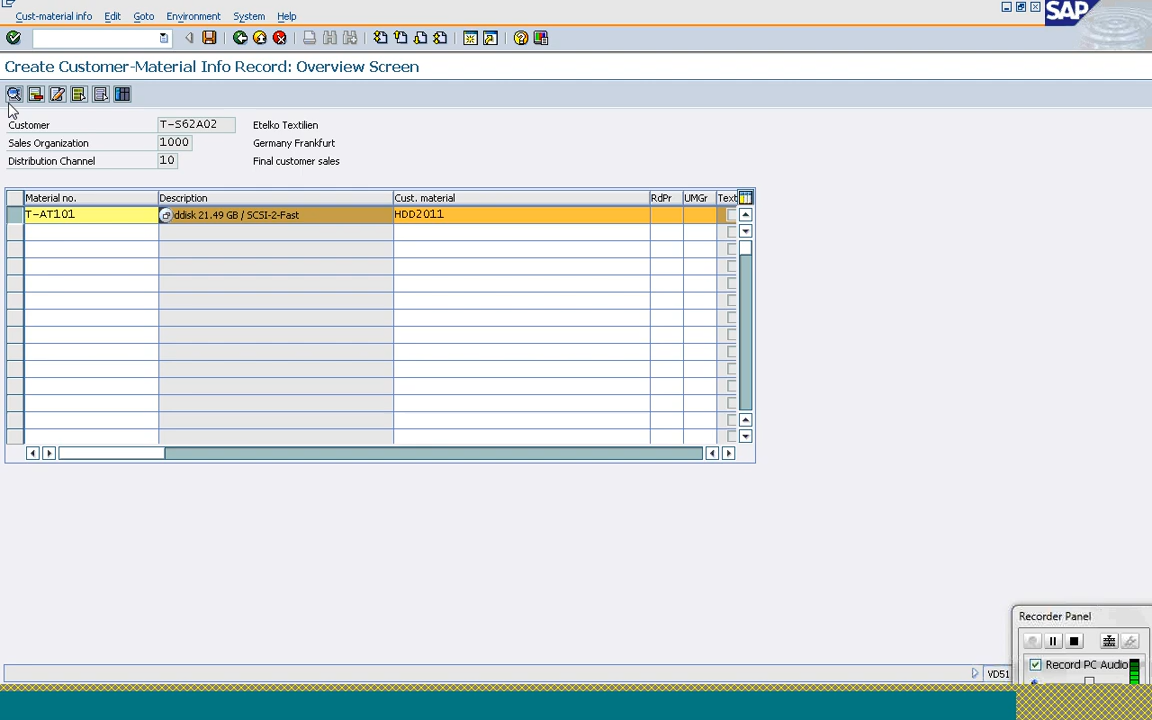 Cust-material info Edit Goto Environment System Help
SAP
Create Customer-Material Info Record: Overview Screen
Customer T-S62A02 Etelko Textilien
Sales Organization 1000 Germany Frankfurt
Distribution Channel 10 Final customer sales
Material no. Description Cust. material RdPr UMGr Text
T-AT101 ddisk 21.49 GB / SCSI-2-Fast HDD2011
Recorder Panel
Record PC Audio
VD51